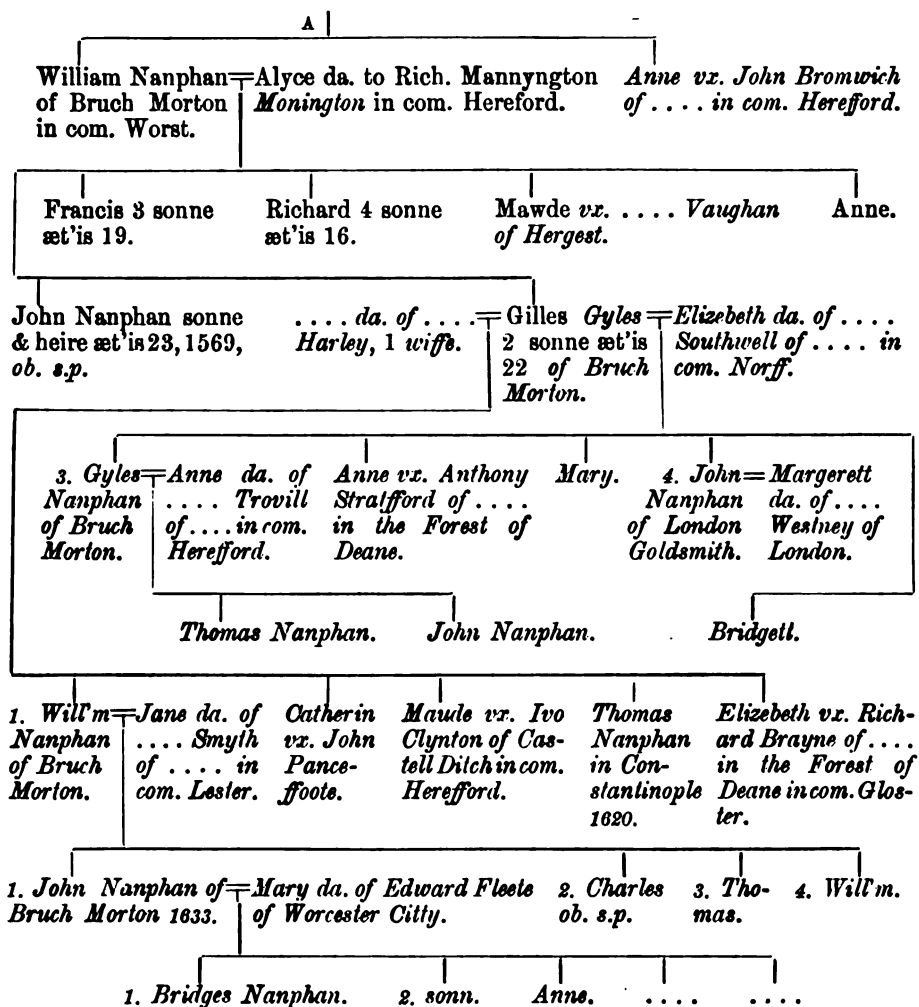 A
William Nanphan=Alyce da. to Rich. Mannyngton
of Bruch Morton Monington in com. Hereford.
in com. Worst.
Anne vx. John Bromwich
of . . . . in com. Herefford.
Francis 3 sonne
æt'is 19.
Richard 4 sonne
æt'is 16.
Mawde vx. . . . . Vaughan
of Hergest.
Anne.
John Nanphan sonne
& heire æt'is 23, 1569,
ob. s.p.
. . . . da. of . . . .
Harley, 1 wiffe.
=Gilles Gyles=
2 sonne æt'is
22 of Bruch
Morton.
Elizebeth da. of . . . .
Southwell of . . . . in
com. Norff.
3. Gyles=
Nanphan
of Bruch
Morton.
Anne da. of
. . . . Trovill
of . . . . in com.
Herefford.
Anne vx. Anthony
Stratfford of . . . .
in the Forest of
Deane.
Mary.
4. John=
Nanphan
of London
Goldsmith.
Margerett
da. of . . . .
Westney of
London.
Thomas Nanphan.
John Nanphan.
Bridgett.
1. Will'm=
Nanphan
of Bruch
Morton.
Jane da. of
. . . . Smyth
of . . . . in
com. Lester.
Catherin
vx. John
Pance-
ffoote.
Maude vx. Ivo
Clynton of Cas-
tell Ditch in com.
Herefford.
Thomas
Nanphan
in Con-
stantinople
1620.
Elizebeth vx. Rich-
ard Brayne of . . . .
in the Forest of
Deane in com. Glos-
ter.
1. John Nanphan of=
Bruch Morton 1633.
Mary da. of Edward Fleete
of Worcester Citty.
2. Charles
ob. s.p.
3. Tho-
mas.
4. Will'm.
1. Bridges Nanphan.
2. sonn.
Anne.
. . . .
. . . .